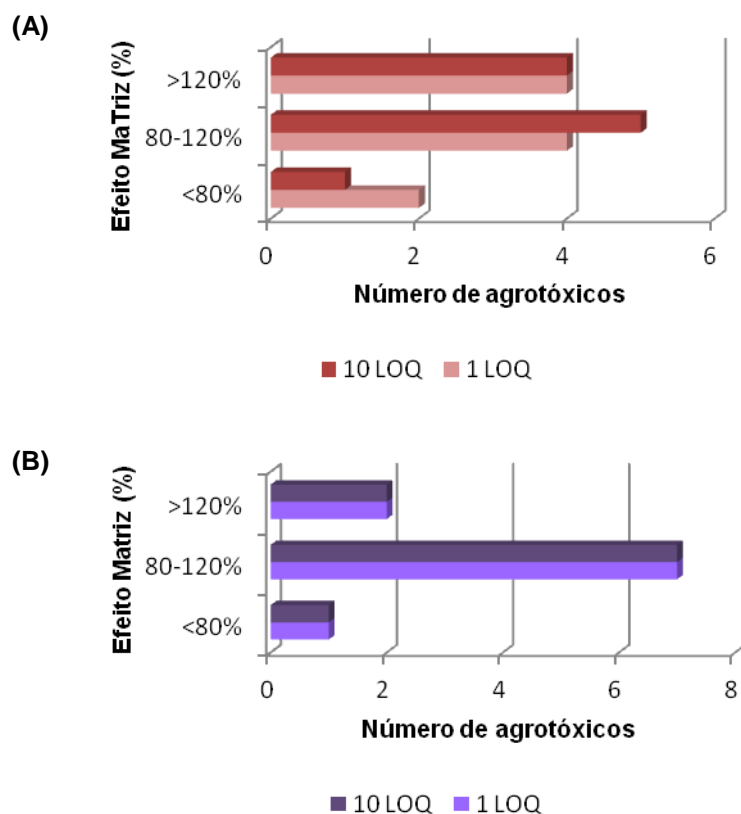 (A)
Efeito MaTriz (%)
>120%
80-120%
<80%
0 2 4 6
Número de agrotóxicos
10 LOQ 1 LOQ
(B)
Efeito Matriz (%)
>120%
80-120%
<80%
0 2 4 6 8
Número de agrotóxicos
10 LOQ 1 LOQ